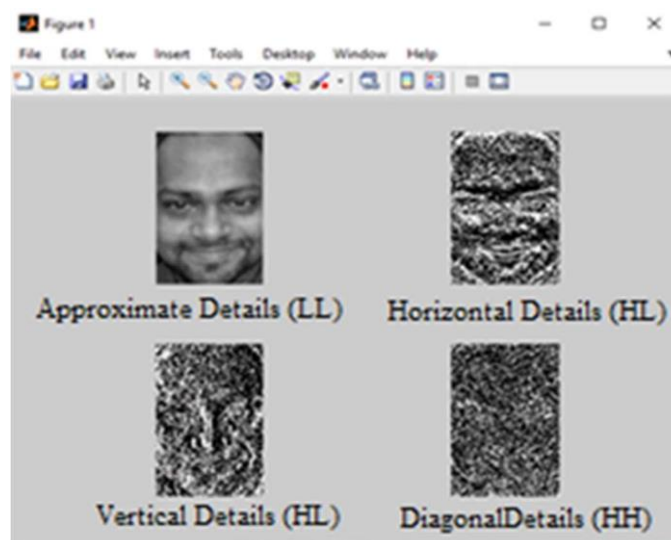 Figure 1
File Edit View Insert Tools Desktop Window Help
Approximate Details (LL)
Horizontal Details (HL)
Vertical Details (HL)
DiagonalDetails (HH)